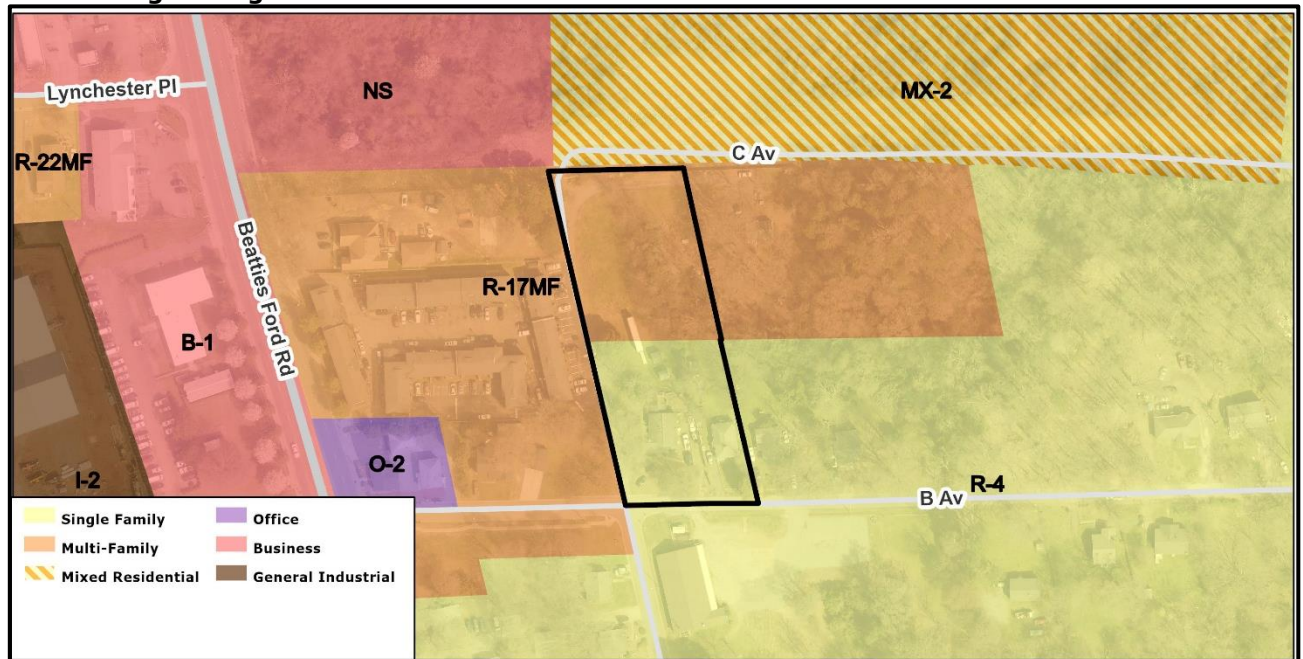 Lynchester Pl
NS
MX-2
R-22MF
C Av
Beatties Ford Rd
R-17MF
B-1
O-2
I-2
R-4
B Av
Single Family
Office
Multi-Family
Business
Mixed Residential
General Industrial